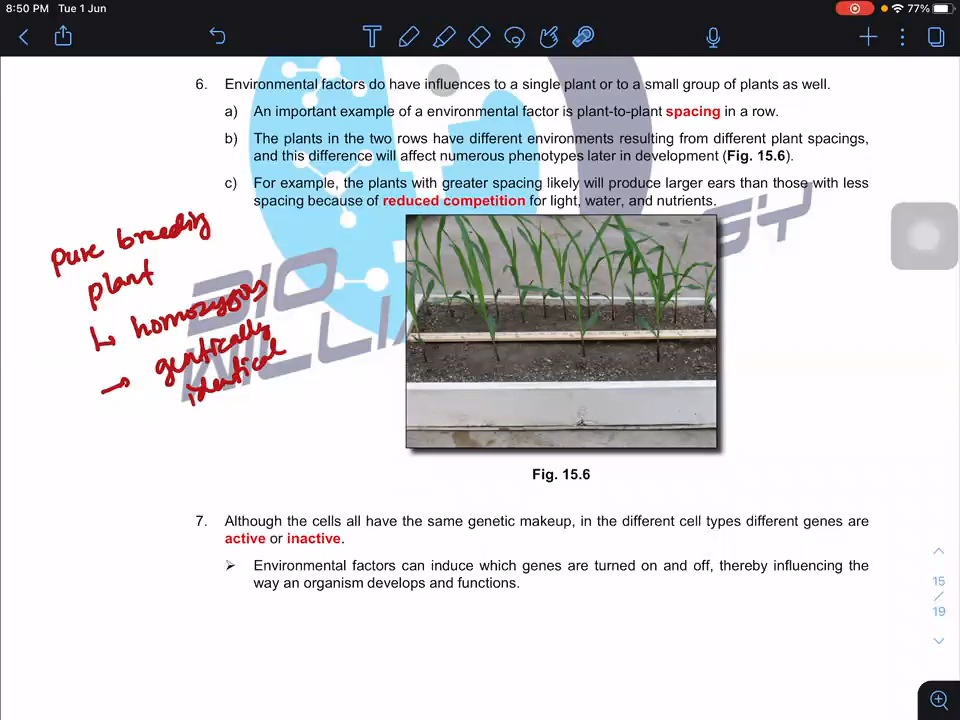 8:50 PM Tue 1 Jun
77%
T
6. Environmental factors do have influences to a single plant or to a small group of plants as well.
a) An important example of a environmental factor is plant-to-plant spacing in a row.
b) The plants in the two rows have different environments resulting from different plant spacings,
and this difference will affect numerous phenotypes later in development (Fig. 15.6).
c) For example, the plants with greater spacing likely will produce larger ears than those with less
spacing because of reduced competition for light, water, and nutrients.
Pure breeding
plant
↳ homozygous
→ gentically
identical
BIO
WILLI
SY
Fig. 15.6
7. Although the cells all have the same genetic makeup, in the different cell types different genes are
active or inactive.
➢ Environmental factors can induce which genes are turned on and off, thereby influencing the
way an organism develops and functions.
15
/
19